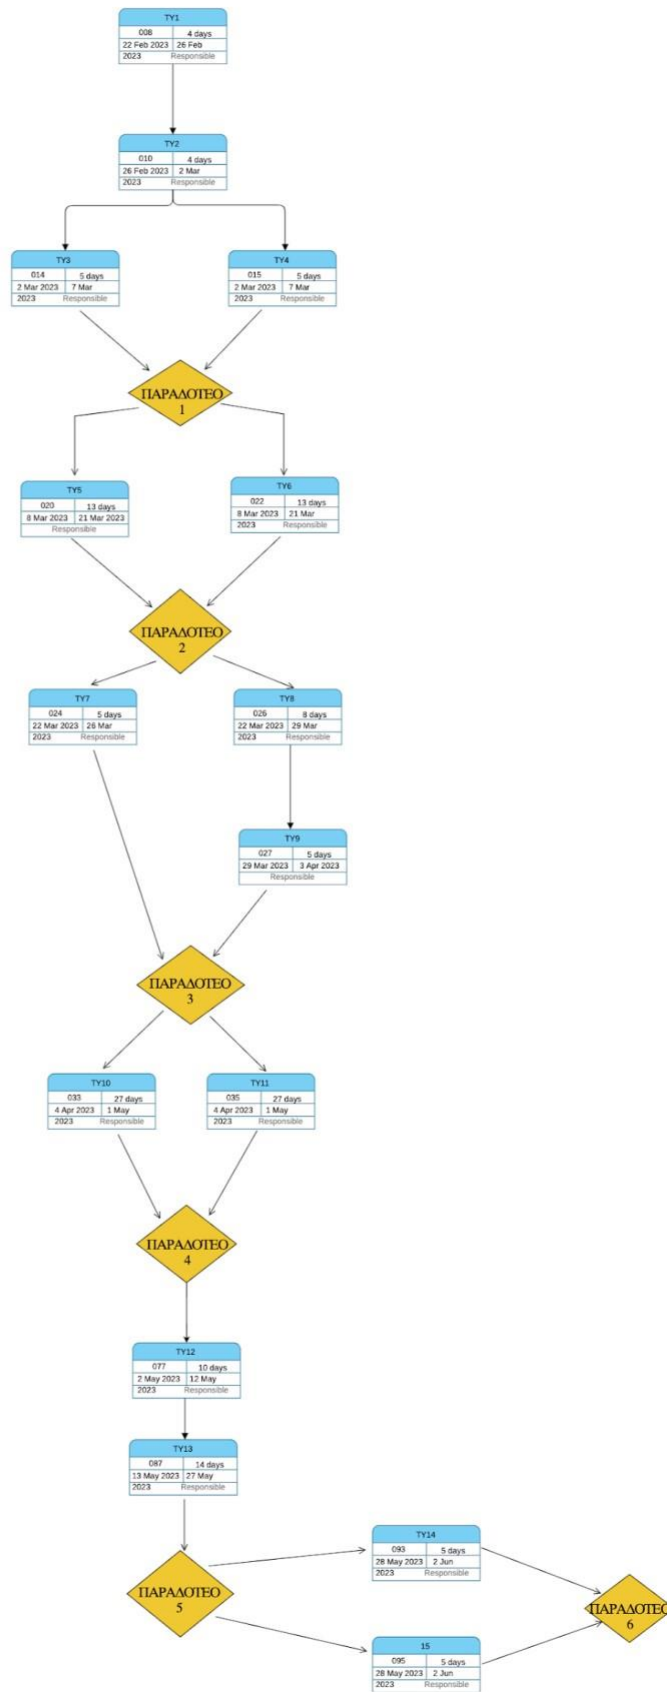 TY1
008 4 days
22 Feb 2023 26 Feb
2023 Responsible
TY2
010 4 days
26 Feb 2023 2 Mar
2023 Responsible
TY3
014 5 days
2 Mar 2023 7 Mar
2023 Responsible
TY4
015 5 days
2 Mar 2023 7 Mar
2023 Responsible
ΠΑΡΑΔΟΤΕΟ
1
TY5
020 13 days
8 Mar 2023 21 Mar 2023
Responsible
TY6
022 13 days
8 Mar 2023 21 Mar
2023 Responsible
ΠΑΡΑΔΟΤΕΟ
2
TY7
024 5 days
22 Mar 2023 26 Mar
2023 Responsible
TY8
026 8 days
22 Mar 2023 29 Mar
2023 Responsible
TY9
027 5 days
29 Mar 2023 3 Apr 2023
Responsible
ΠΑΡΑΔΟΤΕΟ
3
TY10
033 27 days
4 Apr 2023 1 May
2023 Responsible
TY11
035 27 days
4 Apr 2023 1 May
2023 Responsible
ΠΑΡΑΔΟΤΕΟ
4
TY12
077 10 days
2 May 2023 12 May
2023 Responsible
TY13
087 14 days
13 May 2023 27 May
2023 Responsible
ΠΑΡΑΔΟΤΕΟ
5
TY14
093 5 days
28 May 2023 2 Jun
2023 Responsible
15
095 5 days
28 May 2023 2 Jun
2023 Responsible
ΠΑΡΑΔΟΤΕΟ
6